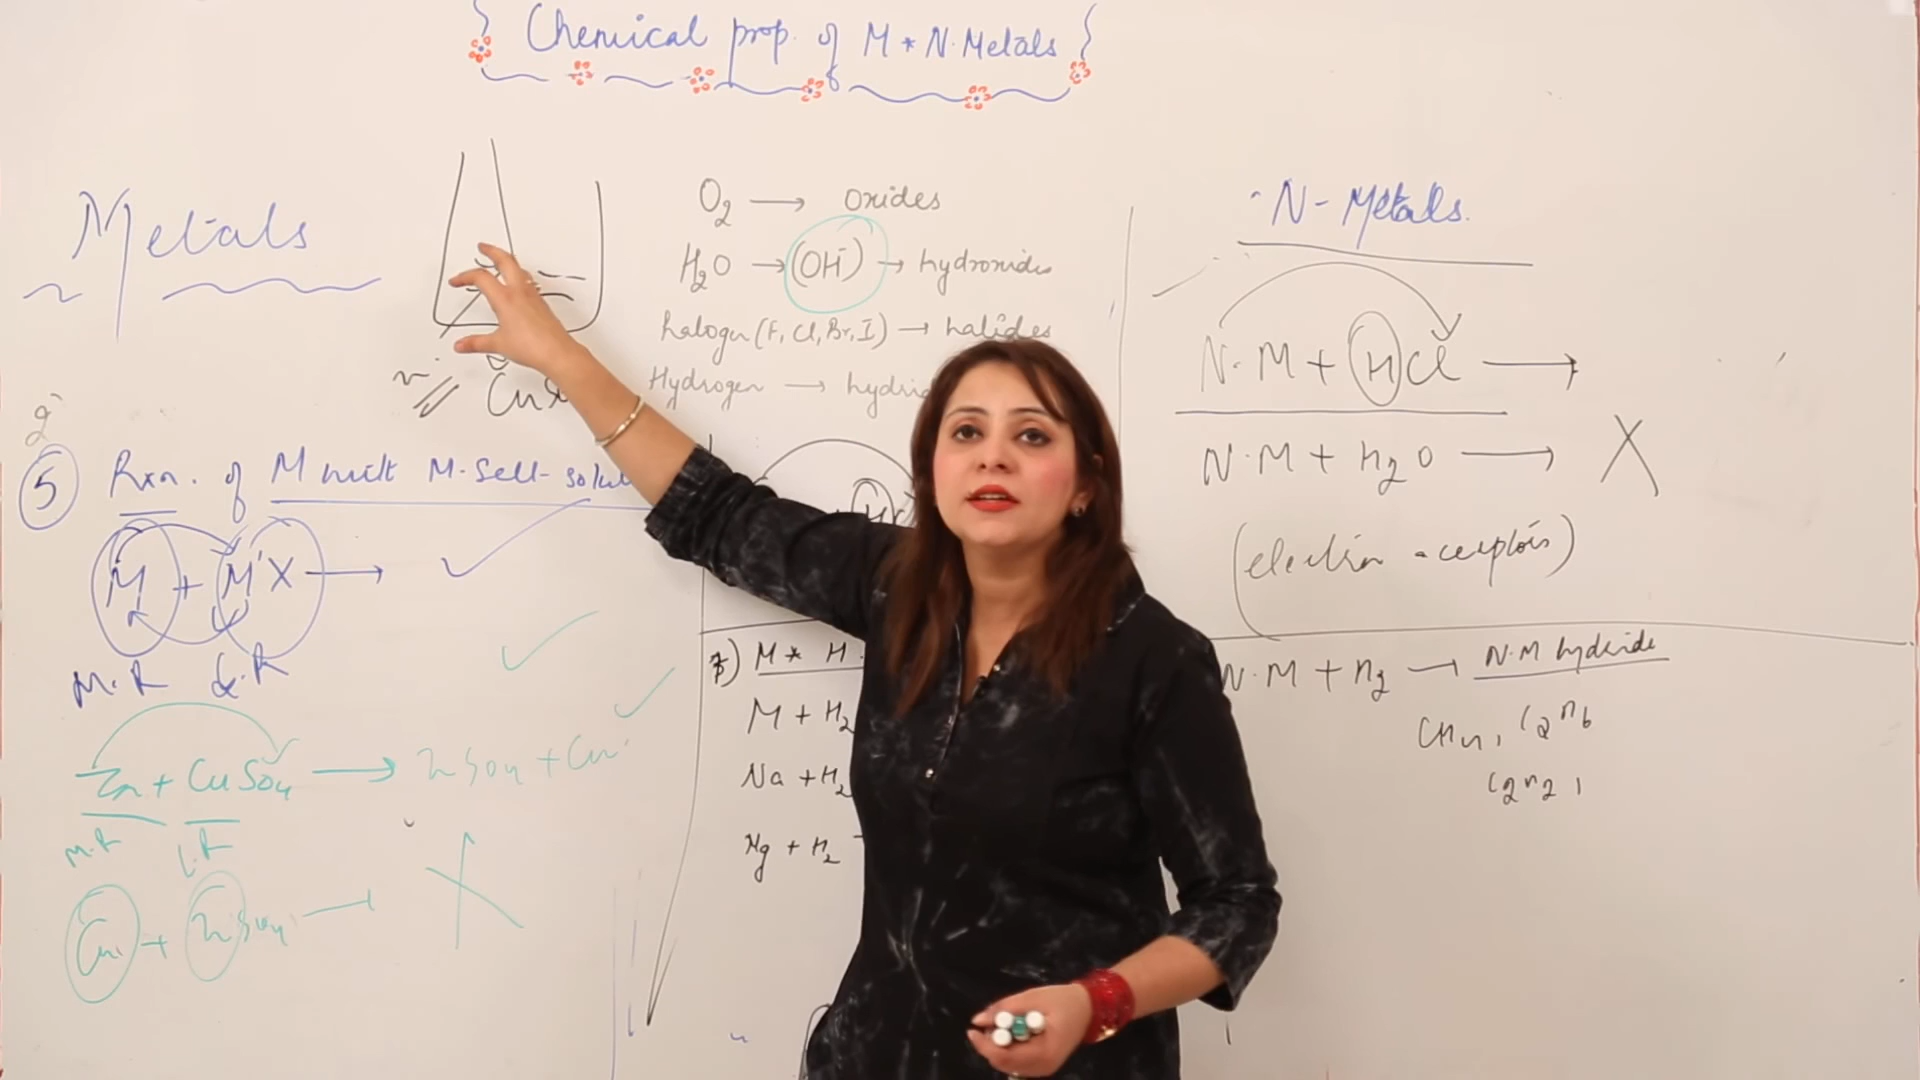 Chemical prop. of M & N.Metals
Metals
O2 → oxides
H2O → (OH-) → hydroxides
halogen (F, Cl, Br, I) → halides
Hydrogen → hydrid
5 Rxn. of M with M. Salt - solu
M + M'X →
M.R L.R
Zn + CuSO4 → ZnSO4 + Cu
M.R L.R
Cu + ZnSO4 → X
7) M & H
M + H2
Na + H2
Mg + H2
N-Metals.
N.M + HCl →
N.M + H2O → X
(electron acceptors)
N.M + H2 → N.M hydride
CH4, C2H6
C2H2,